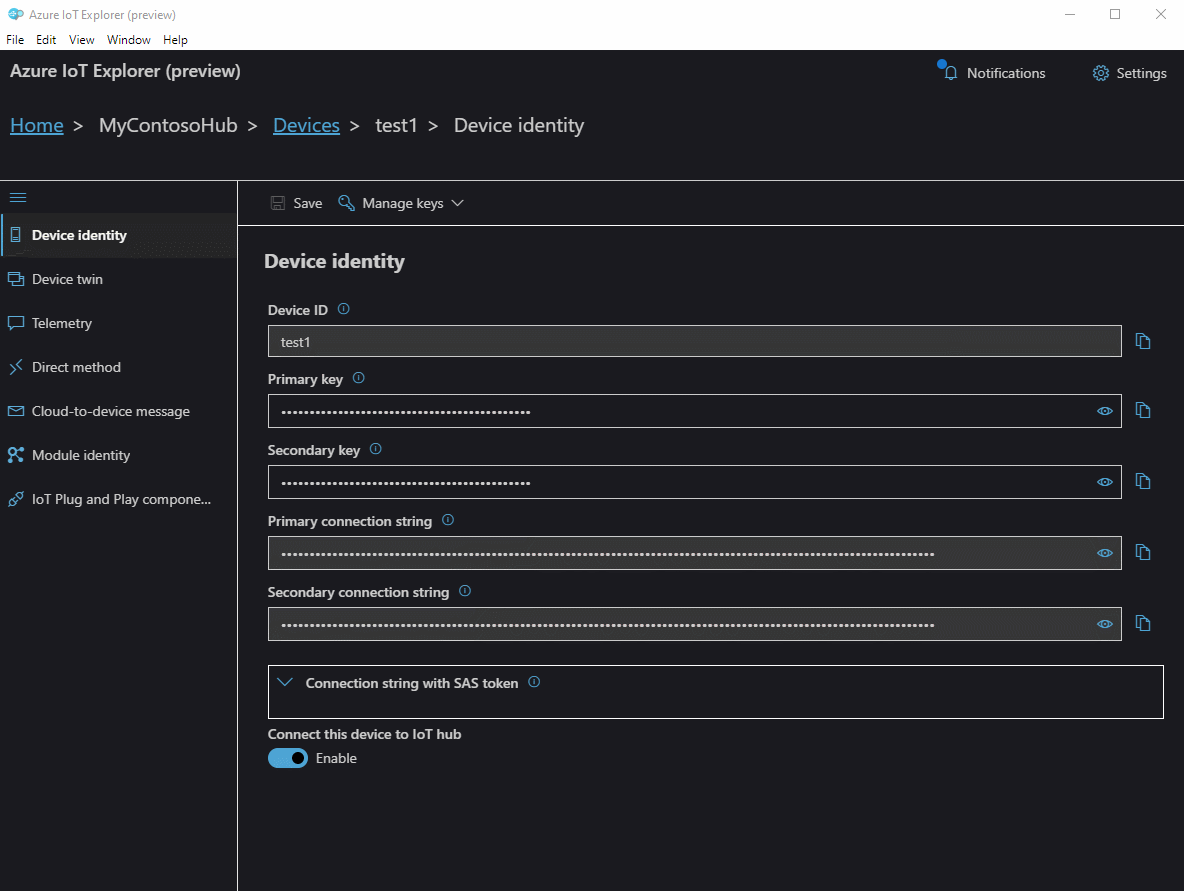 Azure IoT Explorer (preview)
File Edit View Window Help
Azure IoT Explorer (preview)
Notifications
Settings
Home > MyContosoHub > Devices > test1 > Device identity
Save
Manage keys
Device identity
Device twin
Telemetry
Direct method
Cloud-to-device message
Module identity
IoT Plug and Play compone...
Device identity
Device ID
test1
Primary key
Secondary key
Primary connection string
Secondary connection string
Connection string with SAS token
Connect this device to IoT hub
Enable